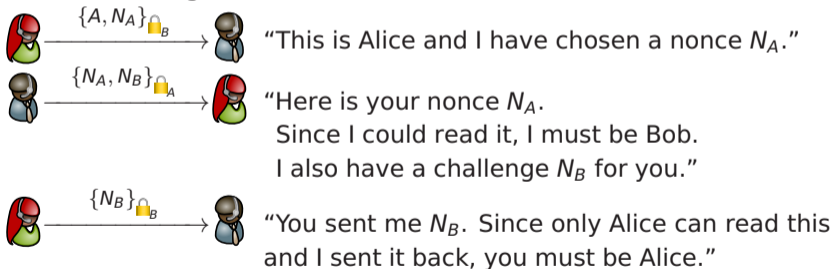 {A, N_A}_B
"This is Alice and I have chosen a nonce N_A."
{N_A, N_B}_A
"Here is your nonce N_A.
Since I could read it, I must be Bob.
I also have a challenge N_B for you."
{N_B}_B
"You sent me N_B. Since only Alice can read this
and I sent it back, you must be Alice."